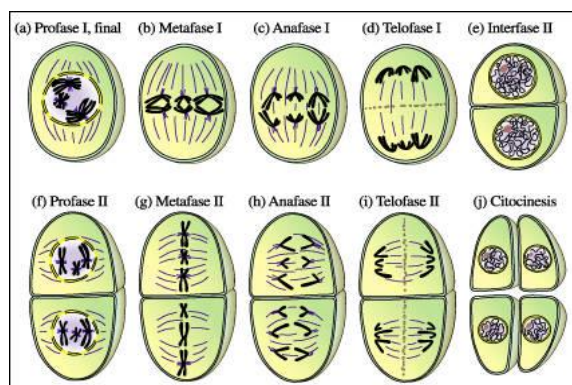 (a) Profase I, final
(b) Metafase I
(c) Anafase I
(d) Telofase I
(e) Interfase II
(f) Profase II
(g) Metafase II
(h) Anafase II
(i) Telofase II
(j) Citocinesis